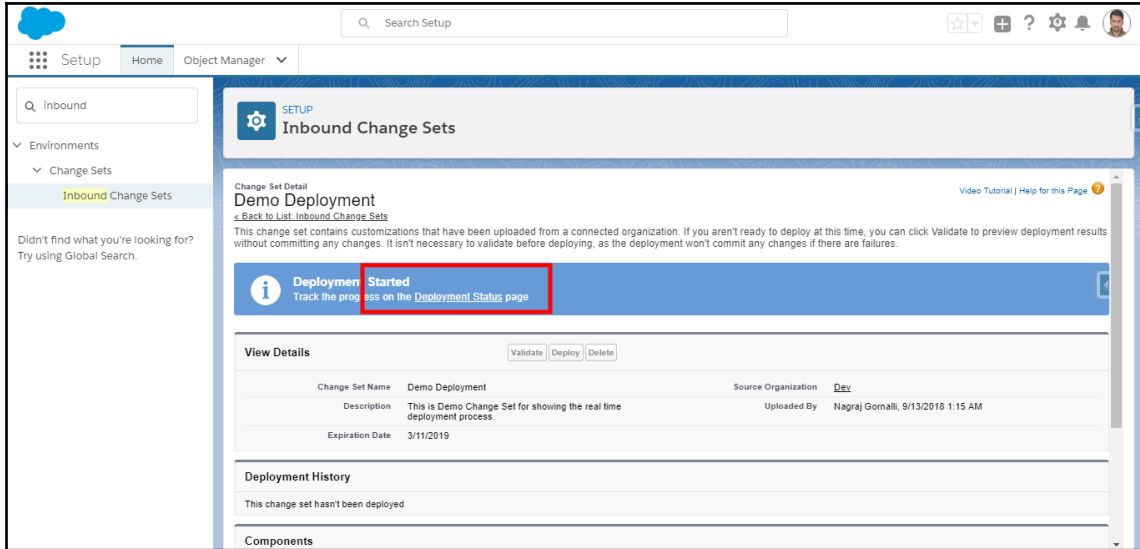 Search Setup
Setup
Home
Object Manager
inbound
Environments
Change Sets
Inbound Change Sets
Didn't find what you're looking for?
Try using Global Search.
SETUP
Inbound Change Sets
Change Set Detail
Demo Deployment
« Back to List: Inbound Change Sets
Video Tutorial | Help for this Page
This change set contains customizations that have been uploaded from a connected organization. If you aren't ready to deploy at this time, you can click Validate to preview deployment results
without committing any changes. It isn't necessary to validate before deploying, as the deployment won't commit any changes if there are failures.
Deployment Started
Track the progress on the Deployment Status page
View Details
Validate Deploy Delete
Change Set Name Demo Deployment Source Organization Dev
Description This is Demo Change Set for showing the real time Uploaded By Nagraj Gornalli, 9/13/2018 1:15 AM
deployment process.
Expiration Date 3/11/2019
Deployment History
This change set hasn't been deployed
Components